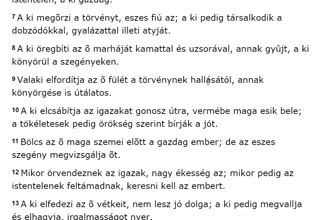 istentelen, a ki gazdag.
7 A ki megõrzi a törvényt, eszes fiú az; a ki pedig társalkodik a
dobzódókkal, gyalázattal illeti atyját.
8 A ki öregbíti az õ marháját kamattal és uzsorával, annak gyûjt, a ki
könyörül a szegényeken.
9 Valaki elfordítja az õ fülét a törvénynek hallásától, annak
könyörgése is útálatos.
10 A ki elcsábítja az igazakat gonosz útra, vermébe maga esik bele;
a tökéletesek pedig örökség szerint bírják a jót.
11 Bölcs az õ maga szemei elõtt a gazdag ember; de az eszes
szegény megvizsgálja õt.
12 Mikor örvendeznek az igazak, nagy ékesség az; mikor pedig az
istentelenek feltámadnak, keresni kell az embert.
13 A ki elfedezi az õ vétkeit, nem lesz jó dolga; a ki pedig megvallja
és elhagyja, irgalmasságot nyer.